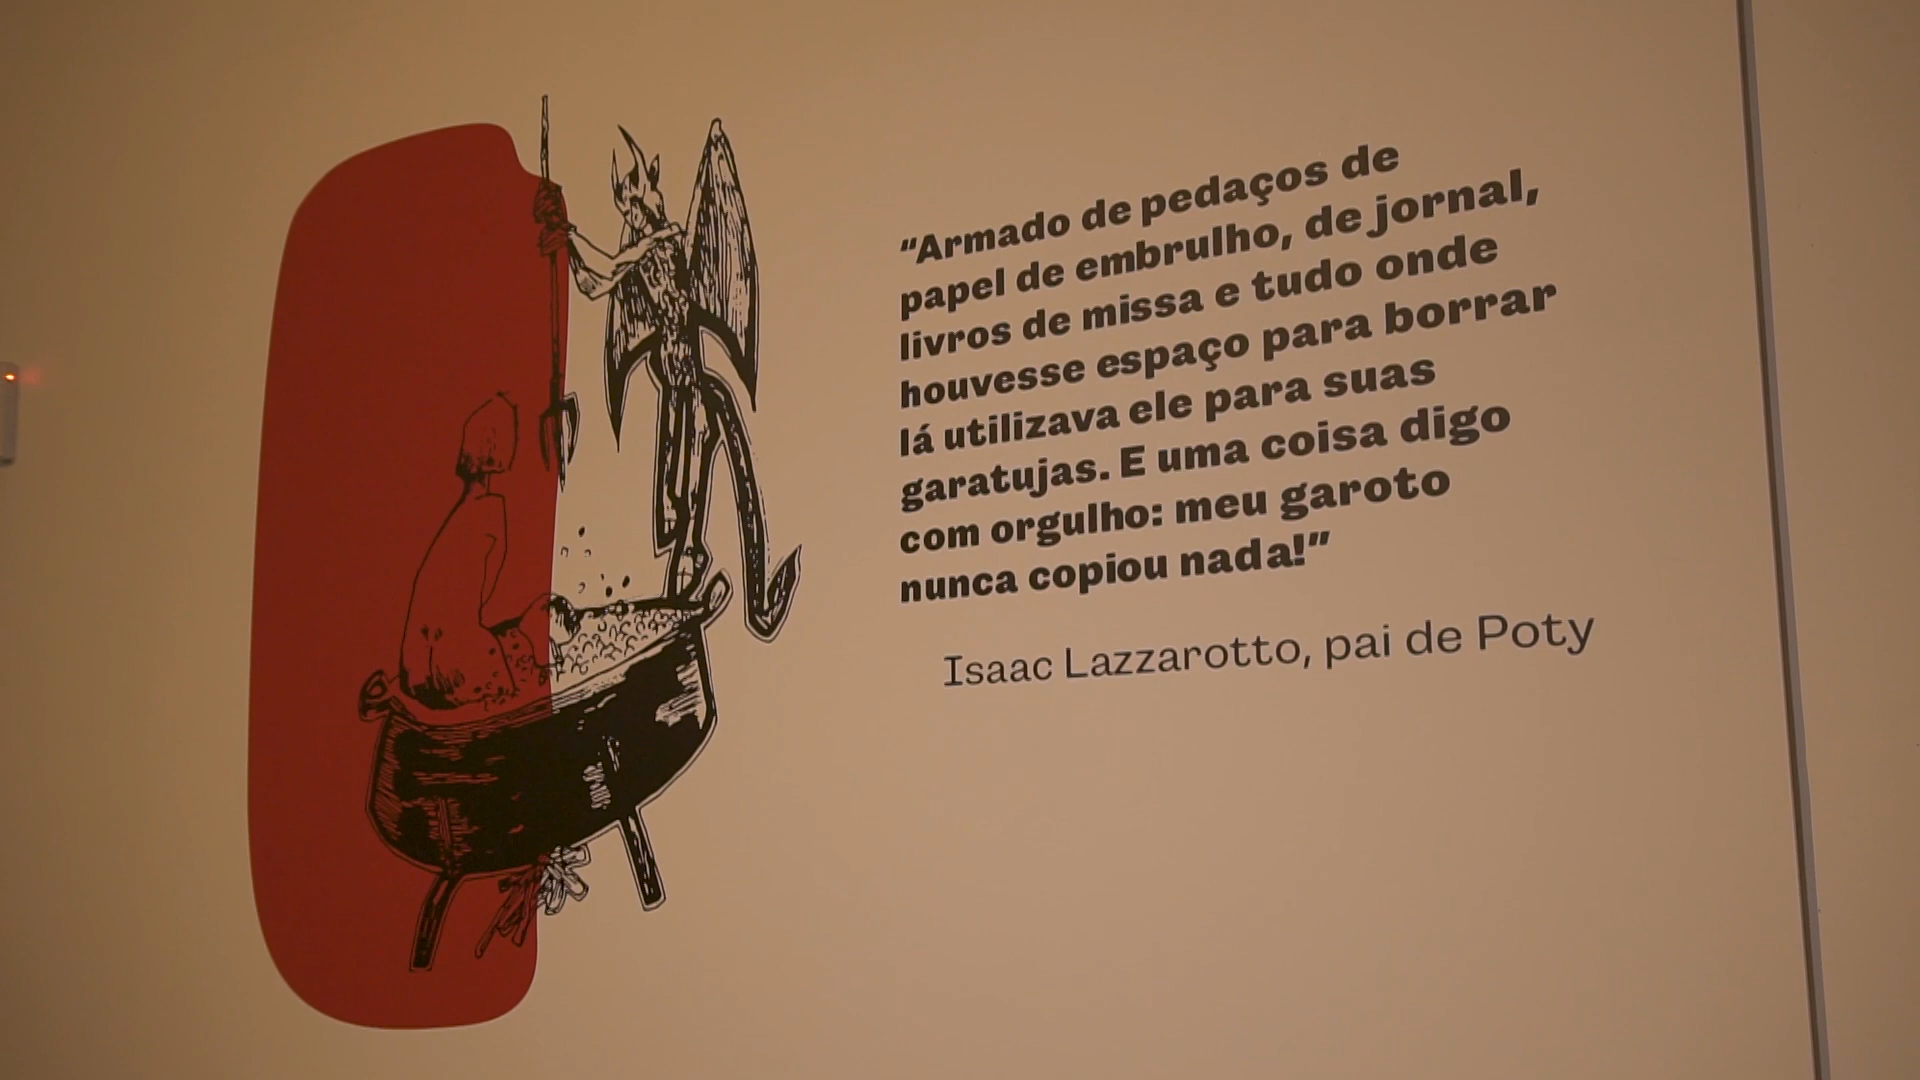 “Armado de pedaços de
papel de embrulho, de jornal,
livros de missa e tudo onde
houvesse espaço para borrar
lá utilizava ele para suas
garatujas. E uma coisa digo
com orgulho: meu garoto
nunca copiou nada!”
Isaac Lazzarotto, pai de Poty